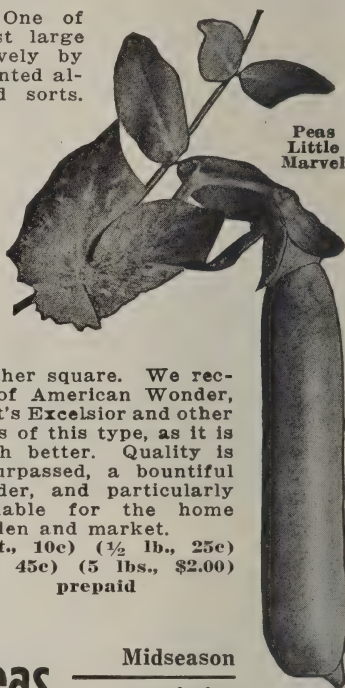 One of
st large
vely by
nted al-
d sorts.
Peas
Little
Marvel
her square. We rec-
of American Wonder,
t's Excelsior and other
s of this type, as it is
h better. Quality is
urpassed, a bountiful
der, and particularly
able for the home
len and market.
t., 10c) (½ lb., 25c)
45c) (5 lbs., $2.00)
prepaid
Midseason
eas